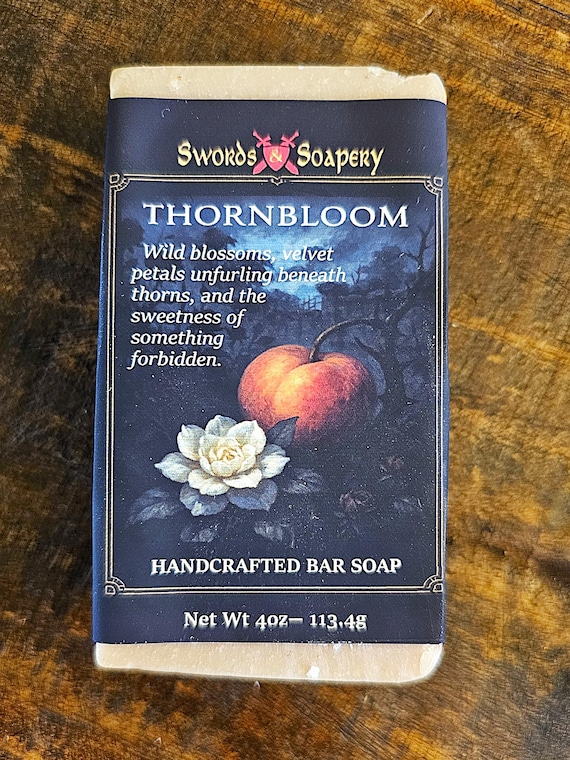 Swords & Soapery
THORNBLOOM
Wild blossoms, velvet
petals unfurling beneath
thorns, and the
sweetness of
something
forbidden.
HANDCRAFTED BAR SOAP
Net Wt 4oz– 113.4g